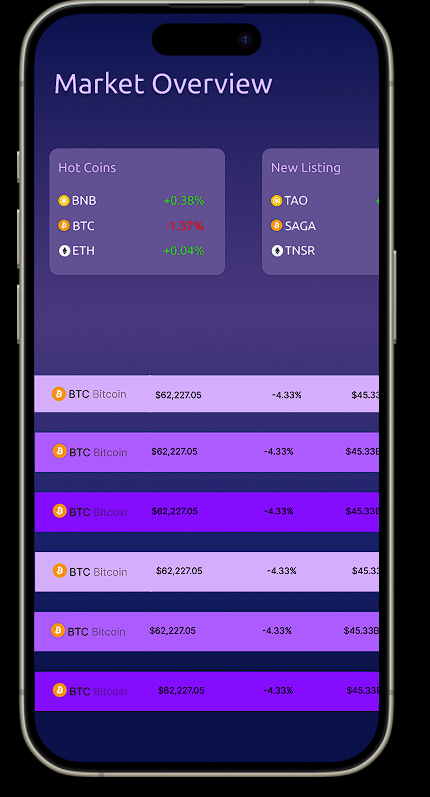 Market Overview
Hot Coins
BNB +0.38%
BTC -1.37%
ETH +0.04%
New Listing
TAO +
SAGA
TNSR
BTC Bitcoin $62,227.05 -4.33% $45.33
BTC Bitcoin $62,227.05 -4.33% $45.33B
BTC Bitcoin $62,227.05 -4.33% $45.33B
BTC Bitcoin $62,227.05 -4.33% $45.33
BTC Bitcoin $62,227.05 -4.33% $45.33B
BTC Bitcoin $62,227.05 -4.33% $45.33B